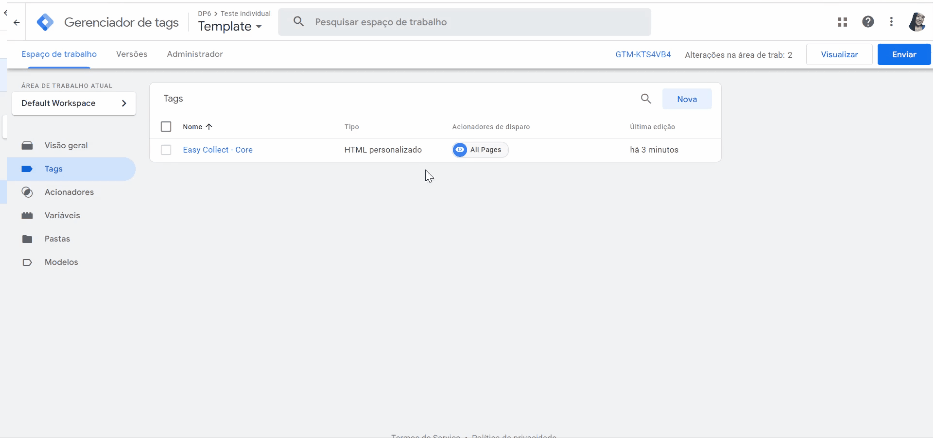 Gerenciador de tags
DP6 > Teste individual
Template
Pesquisar espaço de trabalho
Espaço de trabalho Versões Administrador
GTM-KTS4VB4 Alterações na área de trab: 2 Visualizar Enviar
ÁREA DE TRABALHO ATUAL
Default Workspace
Visão geral
Tags
Acionadores
Variáveis
Pastas
Modelos
Tags Nova
Nome Tipo Acionadores de disparo Última edição
Easy Collect - Core HTML personalizado All Pages há 3 minutos
Termos de Serviço • Política de privacidade